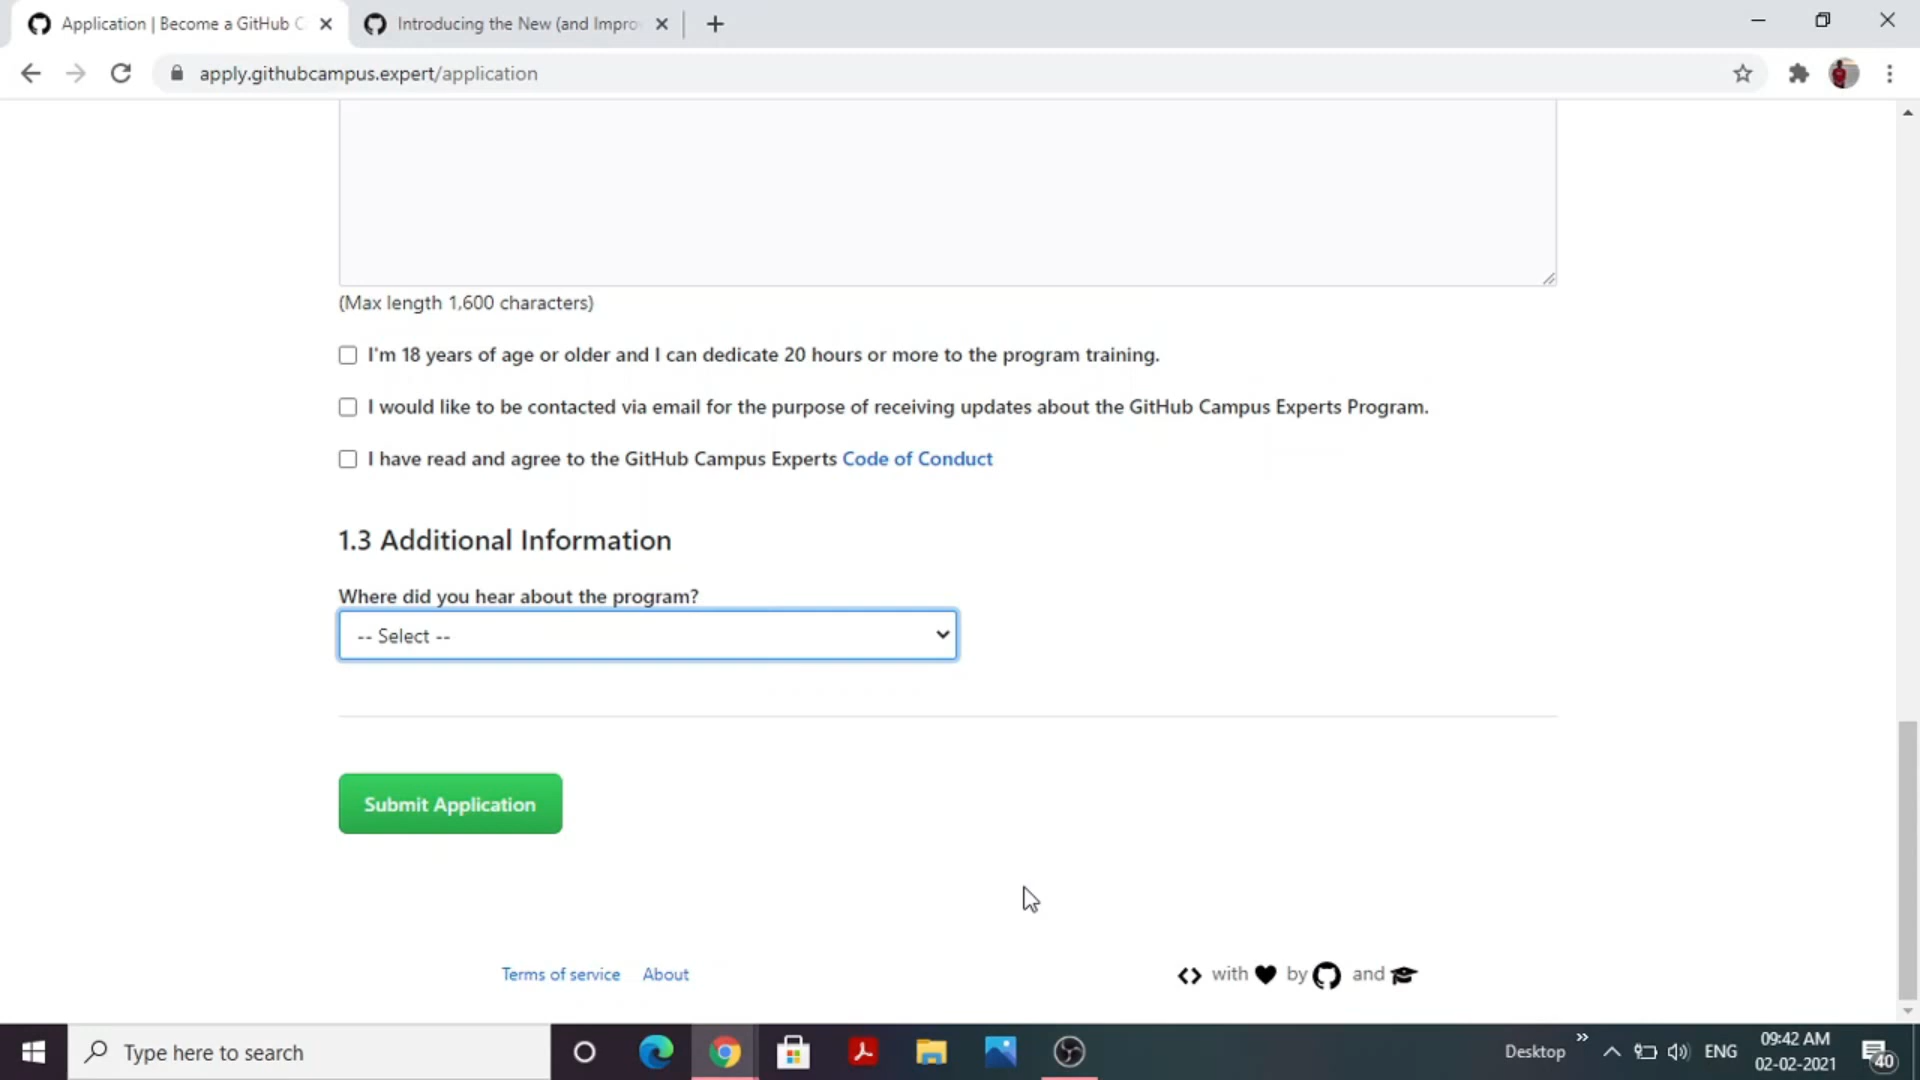 Application | Become a GitHub C
Introducing the New (and Impro
apply.githubcampus.expert/application
(Max length 1,600 characters)
I'm 18 years of age or older and I can dedicate 20 hours or more to the program training.
I would like to be contacted via email for the purpose of receiving updates about the GitHub Campus Experts Program.
I have read and agree to the GitHub Campus Experts Code of Conduct
1.3 Additional Information
Where did you hear about the program?
-- Select --
Submit Application
Terms of service About
with by and
Type here to search
Desktop
ENG
09:42 AM
02-02-2021
40